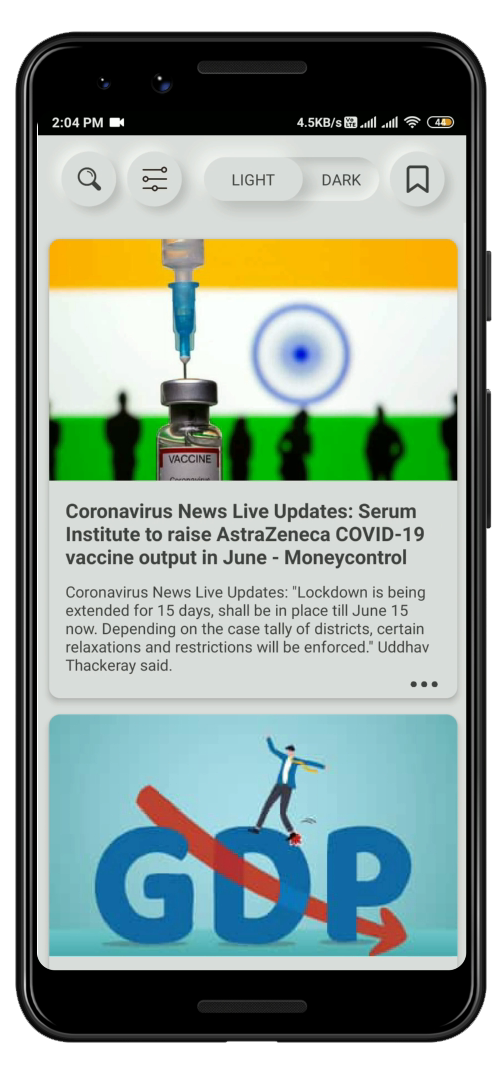 2:04 PM
4.5KB/s
44
LIGHT
DARK
VACCINE
Coronavirus News Live Updates: Serum
Institute to raise AstraZeneca COVID-19
vaccine output in June - Moneycontrol
Coronavirus News Live Updates: "Lockdown is being
extended for 15 days, shall be in place till June 15
now. Depending on the case tally of districts, certain
relaxations and restrictions will be enforced." Uddhav
Thackeray said.
GDP